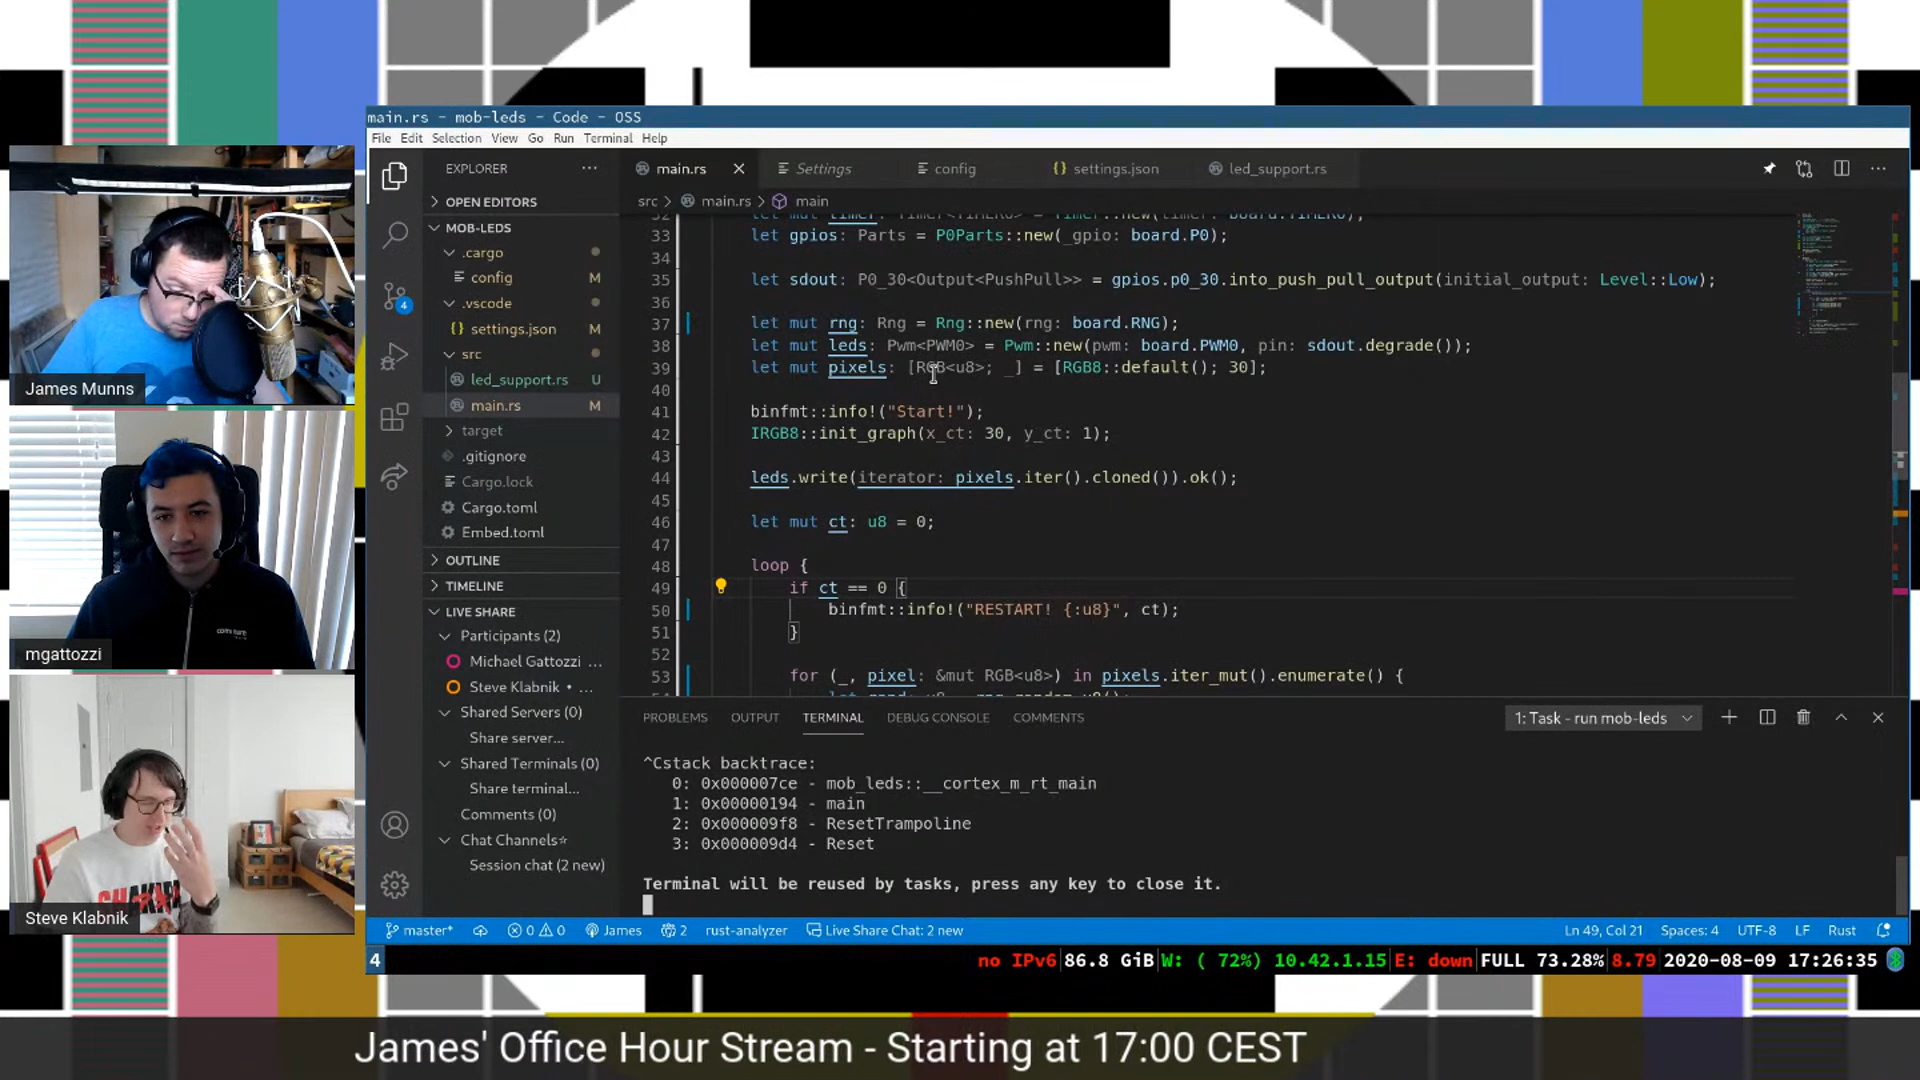 main.rs - mob-leds - Code - OSS
File Edit Selection View Go Run Terminal Help
EXPLORER ···
main.rs
Settings
config
settings.json
led_support.rs
src > main.rs > main
OPEN EDITORS
MOB-LEDS
.cargo
config M
.vscode
settings.json M
src
led_support.rs U
main.rs M
target
.gitignore
Cargo.lock
Cargo.toml
Embed.toml
OUTLINE
TIMELINE
LIVE SHARE
Participants (2)
Michael Gattozzi ...
Steve Klabnik • ...
Shared Servers (0)
Share server...
Shared Terminals (0)
Share terminal...
Comments (0)
Chat Channels
Session chat (2 new)
4
32 let mut timer: Timer<TIMER0> = Timer::new(timer: board.TIMER0);
33 let gpios: Parts = P0Parts::new(_gpio: board.P0);
34
35 let sdout: P0_30<Output<PushPull>> = gpios.p0_30.into_push_pull_output(initial_output: Level::Low);
36
37 let mut rng: Rng = Rng::new(rng: board.RNG);
38 let mut leds: Pwm<PWM0> = Pwm::new(pwm: board.PWM0, pin: sdout.degrade());
39 let mut pixels: [RGB<u8>; _] = [RGB8::default(); 30];
40
41 binfmt::info!("Start!");
42 IRGB8::init_graph(x_ct: 30, y_ct: 1);
43
44 leds.write(iterator: pixels.iter().cloned()).ok();
45
46 let mut ct: u8 = 0;
47
48 loop {
49 if ct == 0 {
50 binfmt::info!("RESTART! {:u8}", ct);
51 }
52
53 for (_, pixel: &mut RGB<u8>) in pixels.iter_mut().enumerate() {
PROBLEMS OUTPUT TERMINAL DEBUG CONSOLE COMMENTS
1: Task - run mob-leds
^Cstack backtrace:
0: 0x000007ce - mob_leds::__cortex_m_rt_main
1: 0x00000194 - main
2: 0x000009f8 - ResetTrampoline
3: 0x000009d4 - Reset
Terminal will be reused by tasks, press any key to close it.
master* 0 0 James 2 rust-analyzer Live Share Chat: 2 new
Ln 49, Col 21 Spaces: 4 UTF-8 LF Rust
4
no IPv6|86.8 GiB|W: ( 72%) 10.42.1.15|E: down|FULL 73.28%|8.79|2020-08-09 17:26:35
James Munns
mgattozzi
Steve Klabnik
James' Office Hour Stream - Starting at 17:00 CEST